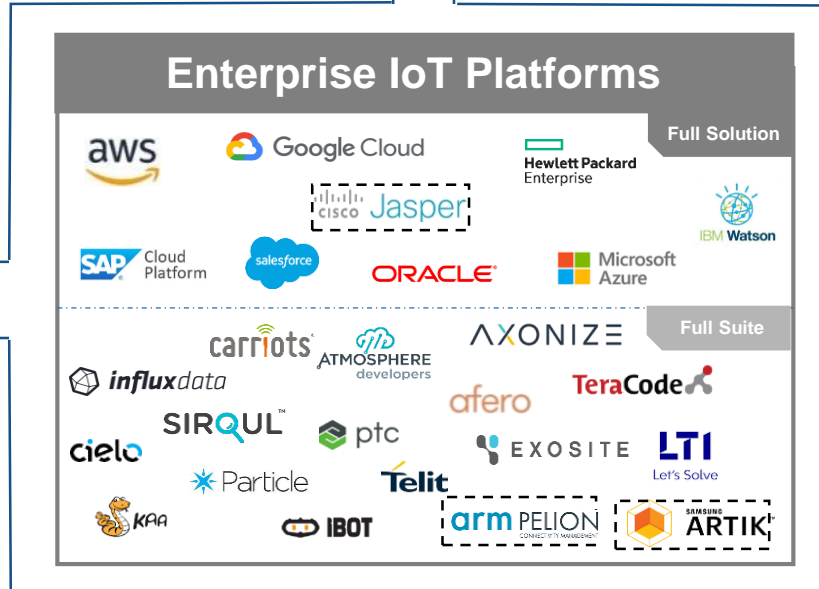 Enterprise IoT Platforms
Full Solution
aws
Google Cloud
Hewlett Packard
Enterprise
CISCO Jasper
IBM Watson
SAP Cloud
Platform
salesforce
ORACLE
Microsoft
Azure
Full Suite
carriots
ATMOSPHERE
developers
AXONIZE
influxdata
afero
TeraCode
SIRQUL™
cielo
ptc
EXOSITE
LTI
Let's Solve
Particle
Telit
KAA
iBOT
arm PELION
CONNECTIVITY MANAGEMENT
SAMSUNG
ARTIK™